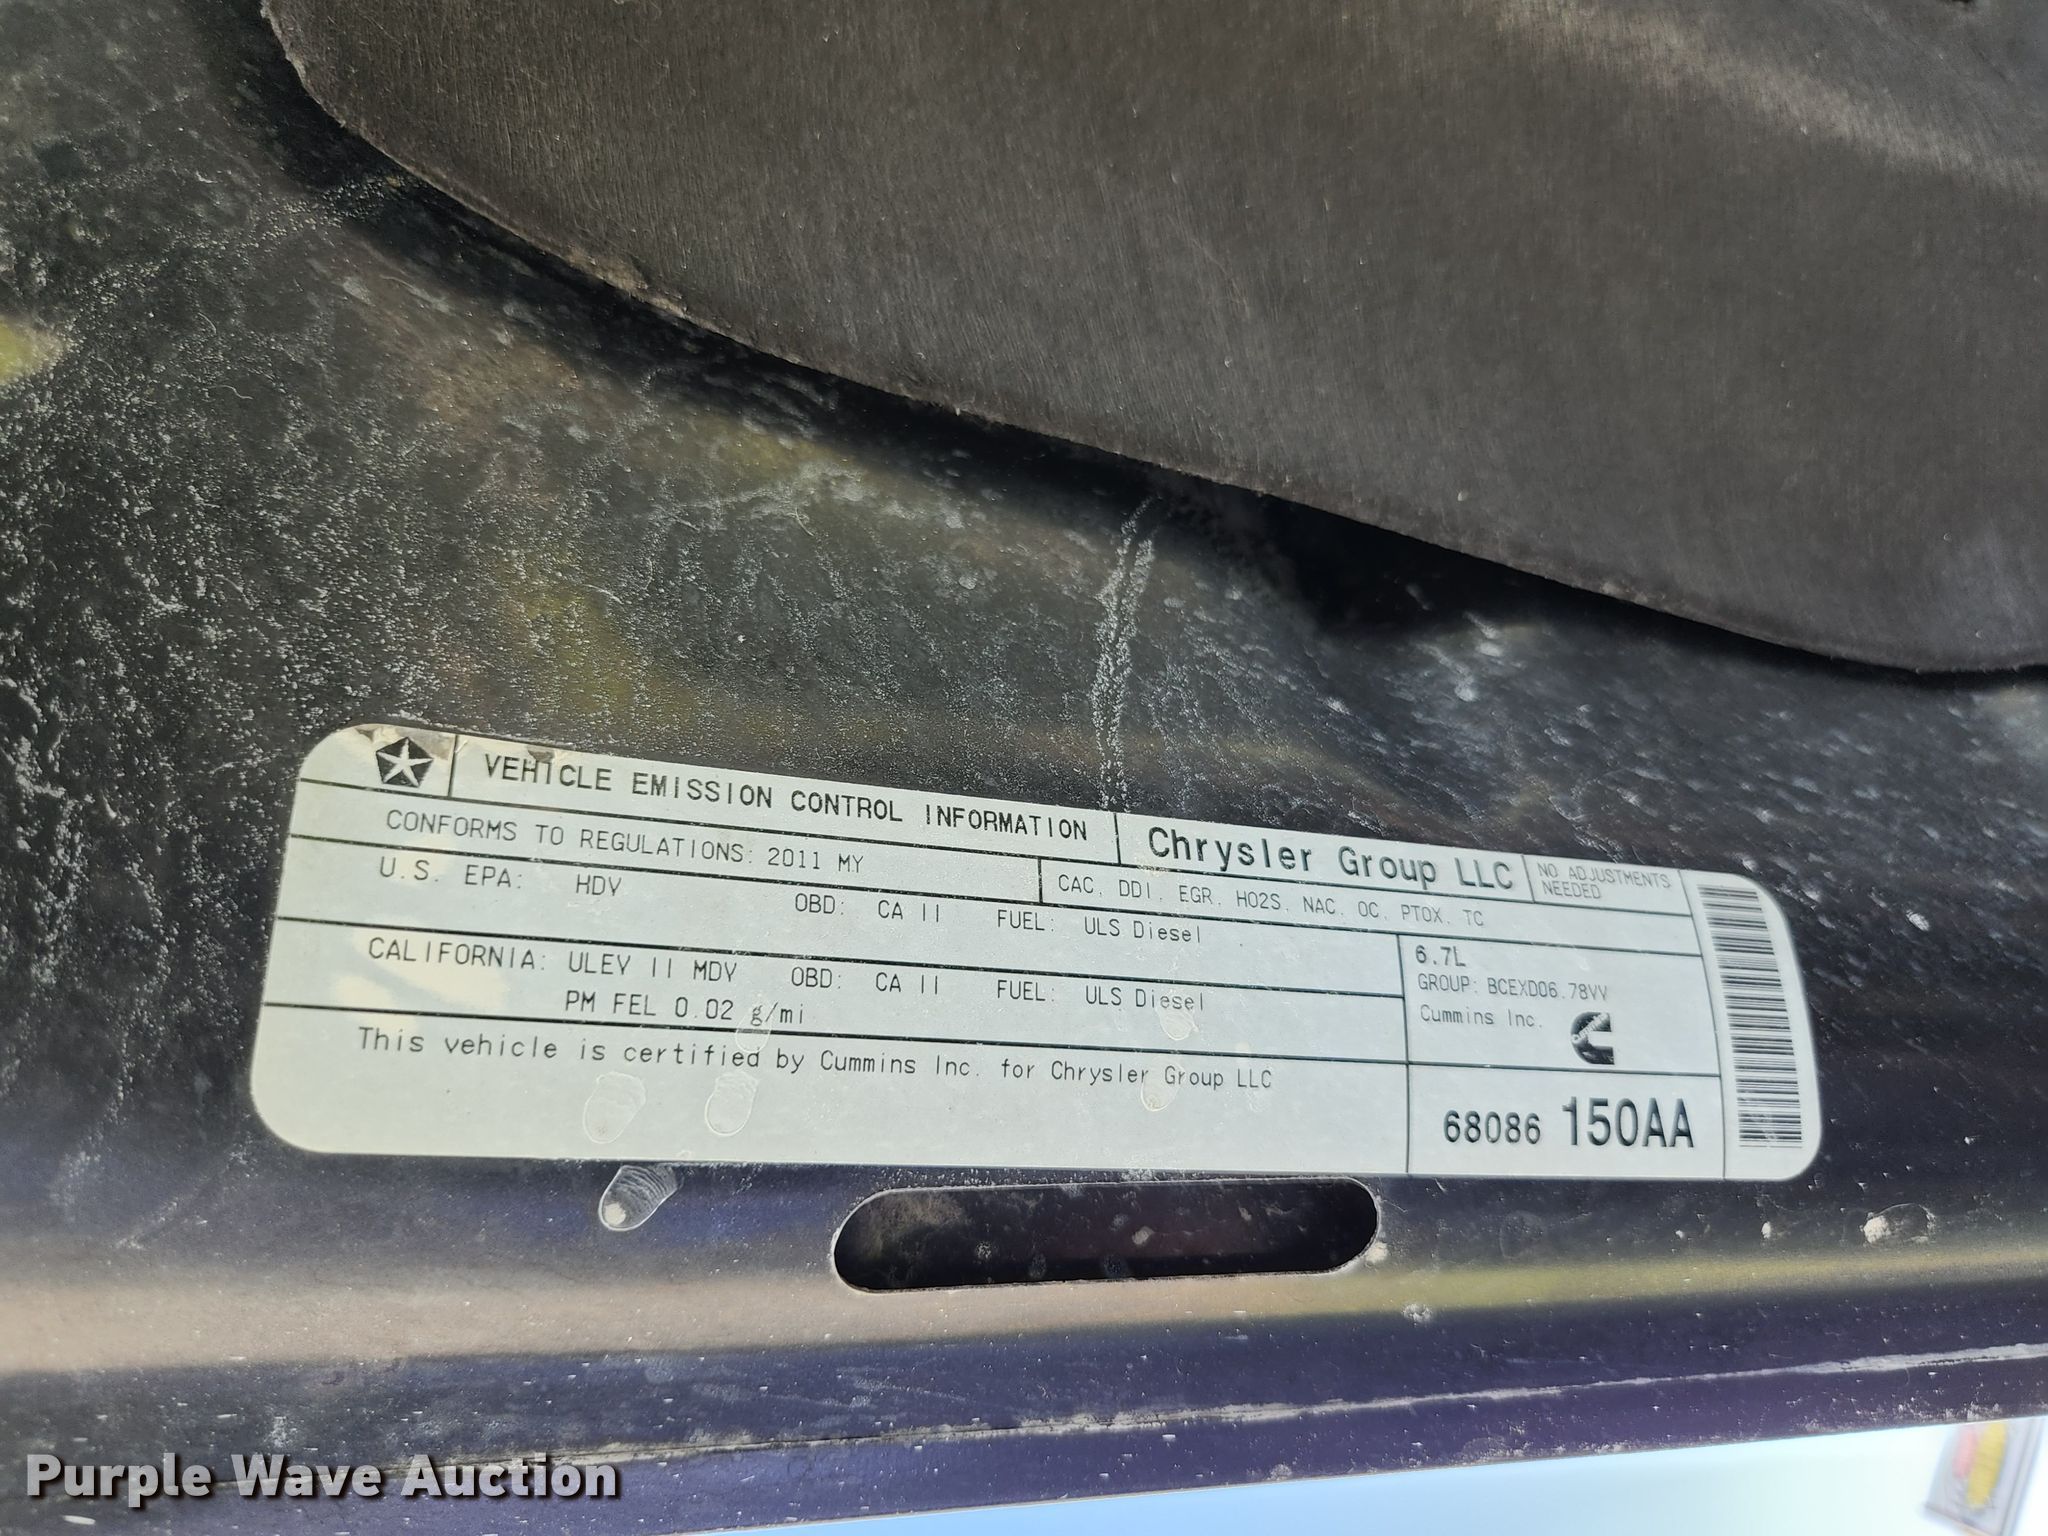 VEHICLE EMISSION CONTROL INFORMATION
Chrysler Group LLC
NO ADJUSTMENTS
NEEDED
CONFORMS TO REGULATIONS: 2011 MY
CAC, DDI, EGR, HO2S, NAC, OC, PTOX, TC
U.S. EPA: HDV OBD: CA II FUEL: ULS Diesel
CALIFORNIA: ULEV II MDV OBD: CA II FUEL: ULS Diesel
PM FEL 0.02 g/mi
6.7L
GROUP: BCEXD06.78VV
Cummins Inc.
This vehicle is certified by Cummins Inc. for Chrysler Group LLC
68086 150AA
Purple Wave Auction